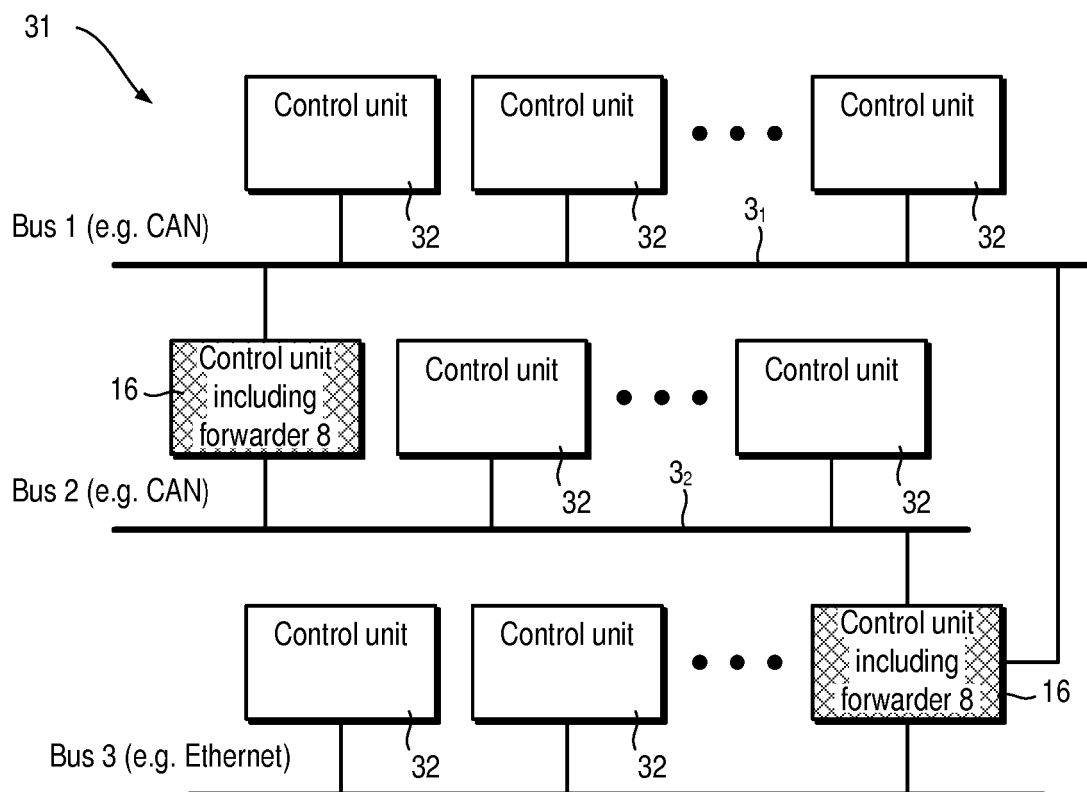 31
Control unit
Control unit
Control unit
32
32
32
Bus 1 (e.g. CAN)
3₁
Control unit
including
forwarder 8
16
Control unit
Control unit
32
32
Bus 2 (e.g. CAN)
3₂
Control unit
Control unit
Control unit
including
forwarder 8
16
32
32
Bus 3 (e.g. Ethernet)